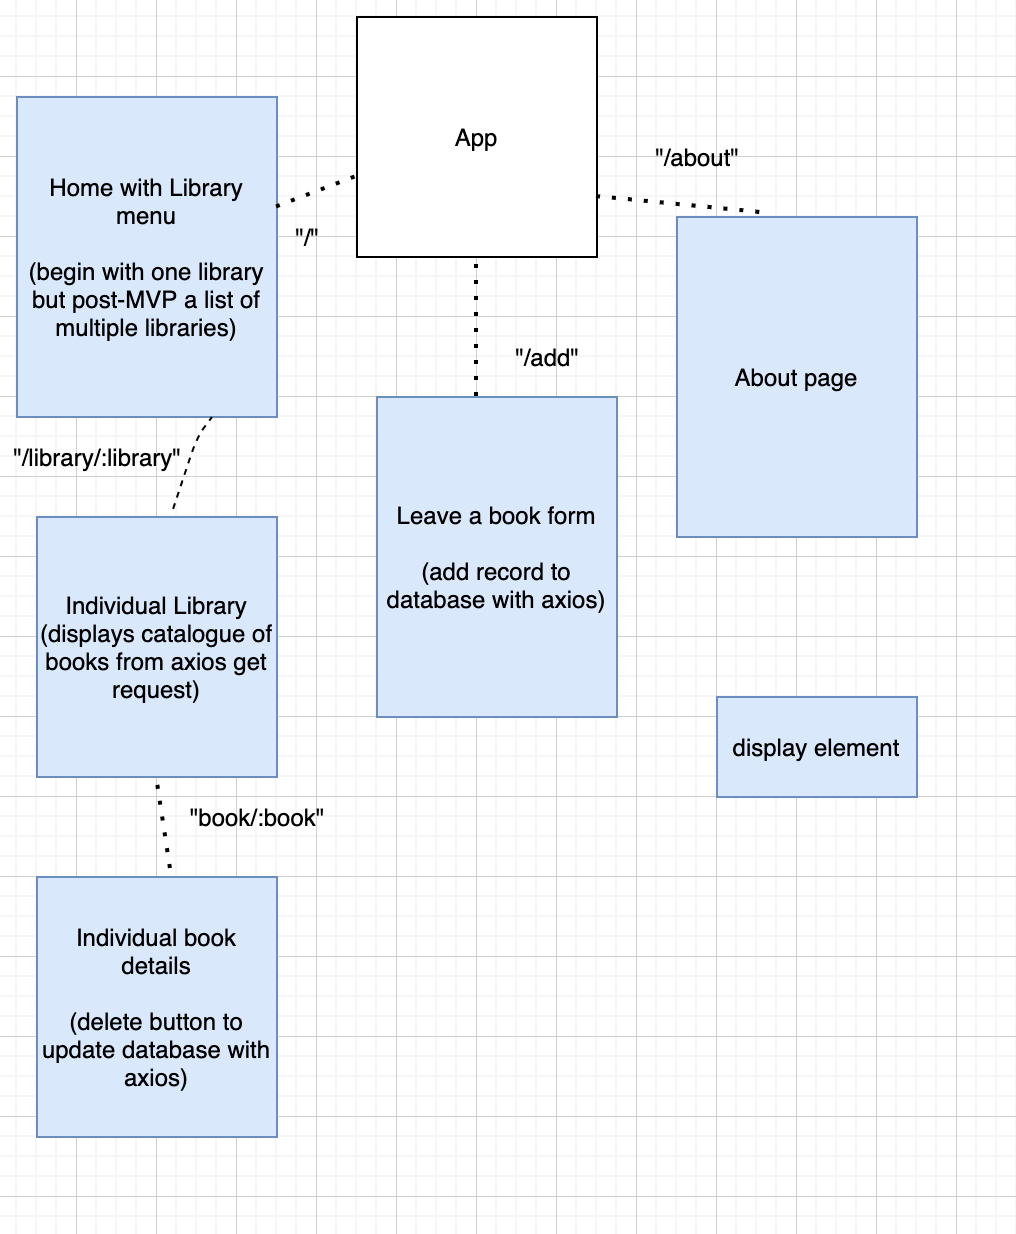 App
"/about"
Home with Library
menu
(begin with one library
but post-MVP a list of
multiple libraries)
"/"
"/add"
About page
"/library/:library"
Leave a book form
(add record to
database with axios)
Individual Library
(displays catalogue of
books from axios get
request)
display element
"book/:book"
Individual book
details
(delete button to
update database with
axios)